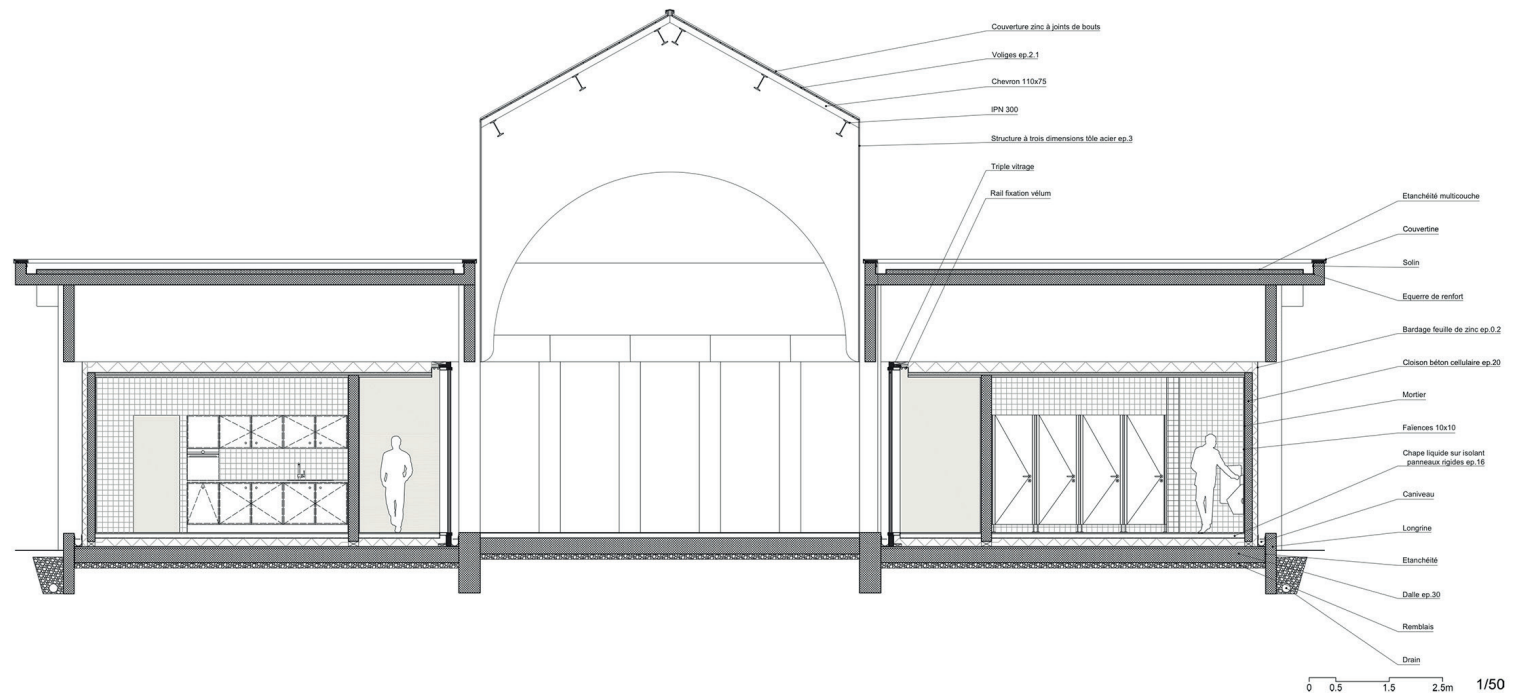 Couverture zinc à joints de bouts
Voliges ep.2.1
Chevron 110x75
IPN 300
Structure à trois dimensions tôle acier ep.3
Triple vitrage
Rail fixation vélum
Etanchéité multicouche
Couvertine
Solin
Equerre de renfort
Bardage feuille de zinc ep.0.2
Cloison béton cellulaire ep.20
Mortier
Faïences 10x10
Chape liquide sur isolant
panneaux rigides ep.16
Caniveau
Longrine
Etanchéité
Dalle ep.30
Remblais
Drain
0 0.5 1.5 2.5m 1/50